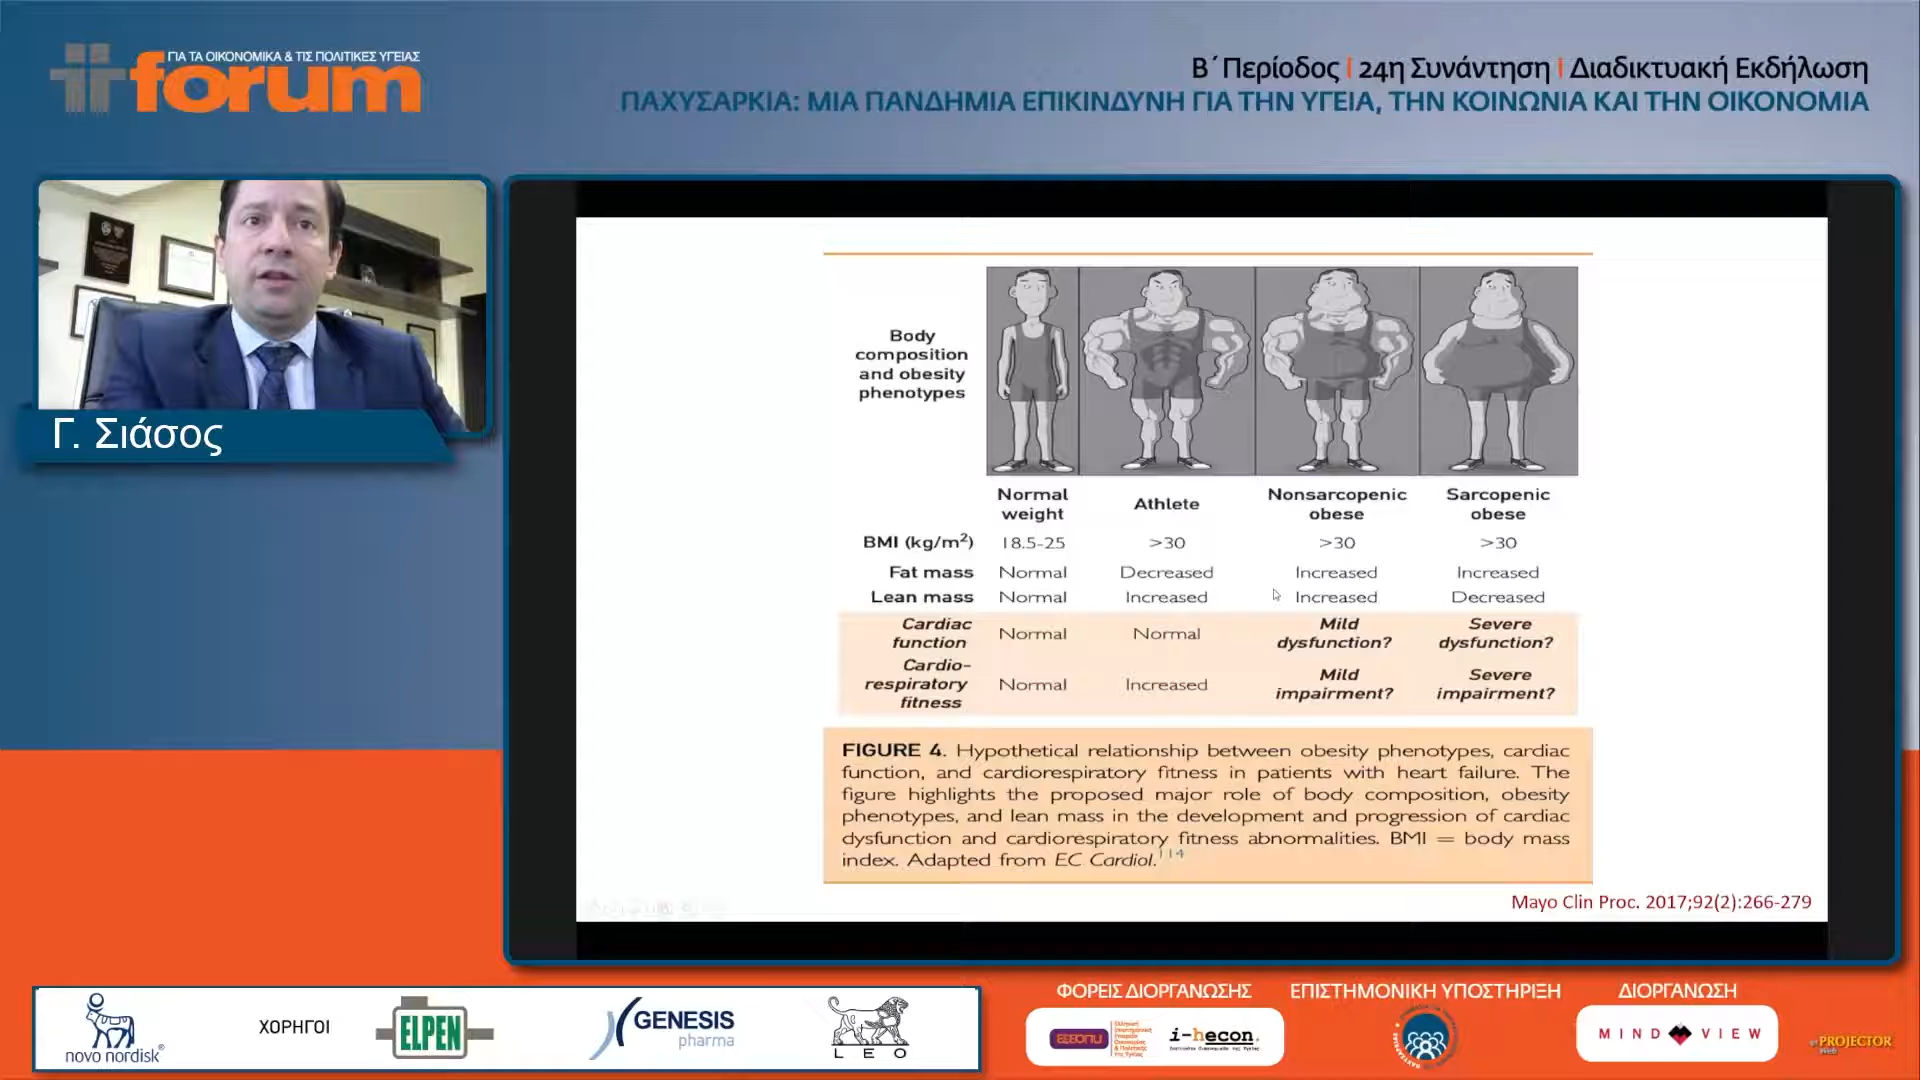 ΓΙΑ ΤΑ ΟΙΚΟΝΟΜΙΚΑ & ΤΙΣ ΠΟΛΙΤΙΚΕΣ ΥΓΕΙΑΣ
forum
Β΄ Περίοδος | 24η Συνάντηση | Διαδικτυακή Εκδήλωση
ΠΑΧΥΣΑΡΚΙΑ: ΜΙΑ ΠΑΝΔΗΜΙΑ ΕΠΙΚΙΝΔΥΝΗ ΓΙΑ ΤΗΝ ΥΓΕΙΑ, ΤΗΝ ΚΟΙΝΩΝΙΑ ΚΑΙ ΤΗΝ ΟΙΚΟΝΟΜΙΑ
Γ. Σιάσος
Body
composition
and obesity
phenotypes
Normal weight Athlete Nonsarcopenic obese Sarcopenic obese
BMI (kg/m²) 18.5-25 >30 >30 >30
Fat mass Normal Decreased Increased Increased
Lean mass Normal Increased Increased Decreased
Cardiac function Normal Normal Mild dysfunction? Severe dysfunction?
Cardio-respiratory fitness Normal Increased Mild impairment? Severe impairment?
FIGURE 4. Hypothetical relationship between obesity phenotypes, cardiac
function, and cardiorespiratory fitness in patients with heart failure. The
figure highlights the proposed major role of body composition, obesity
phenotypes, and lean mass in the development and progression of cardiac
dysfunction and cardiorespiratory fitness abnormalities. BMI = body mass
index. Adapted from EC Cardiol.114
Mayo Clin Proc. 2017;92(2):266-279
novo nordisk®
ΧΟΡΗΓΟΙ
ELPEN
GENESIS
pharma
LEO
ΦΟΡΕΙΣ ΔΙΟΡΓΑΝΩΣΗΣ
i-hecon.
ΕΠΙΣΤΗΜΟΝΙΚΗ ΥΠΟΣΤΗΡΙΞΗ
ΔΙΟΡΓΑΝΩΣΗ
MIND VIEW
PROJECTOR